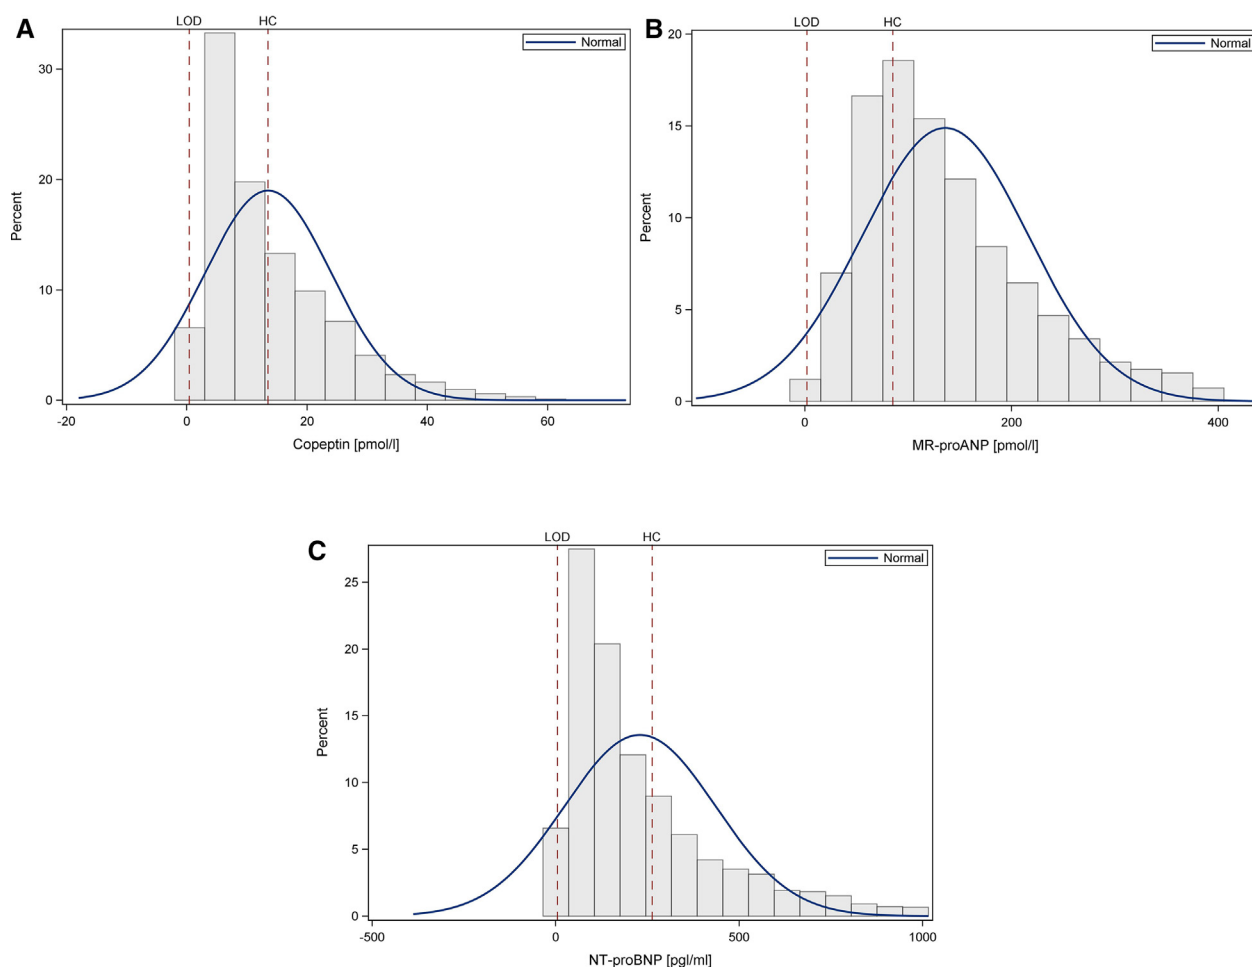 A
LOD HC
Normal
30
20
10
0
Percent
-20 0 20 40 60
Copeptin [pmol/l]
B
LOD HC
Normal
20
15
10
5
0
Percent
0 200 400
MR-proANP [pmol/l]
C
LOD HC
Normal
25
20
15
10
5
0
Percent
-500 0 500 1000
NT-proBNP [pgl/ml]